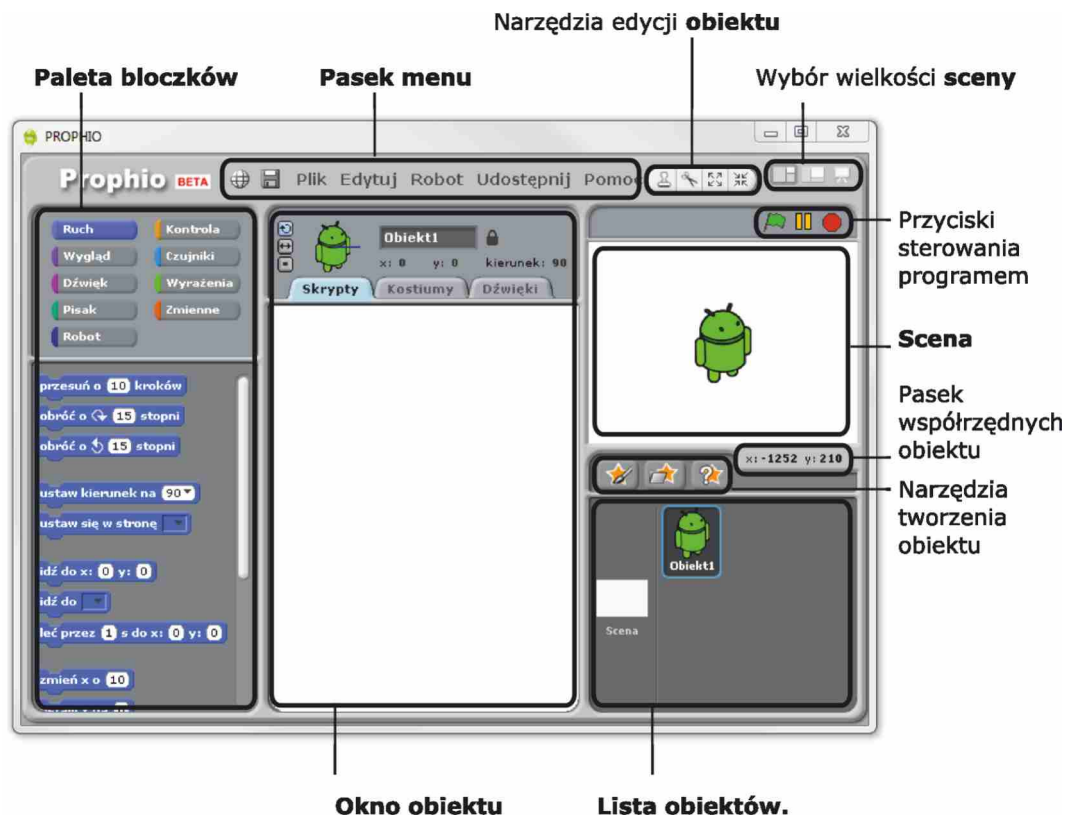 Narzędzia edycji obiektu
Paleta bloczków
Pasek menu
Wybór wielkości sceny
PROPHIO
Prophio BETA
Plik Edytuj Robot Udostępnij Pomoc
Ruch
Kontrola
Wygląd
Czujniki
Dźwięk
Wyrażenia
Pisak
Zmienne
Robot
Obiekt1
x: 0 y: 0 kierunek: 90
Skrypty Kostiumy Dźwięki
Przyciski
sterowania
programem
Scena
Pasek
współrzędnych
obiektu
x: -1252 y: 210
Narzędzia
tworzenia
obiektu
przesuń o 10 kroków
obróć o 15 stopni
obróć o 15 stopni
ustaw kierunek na 90
ustaw się w stronę
idź do x: 0 y: 0
idź do
leć przez 1 s do x: 0 y: 0
zmień x o 10
Obiekt1
Scena
Okno obiektu
Lista obiektów.